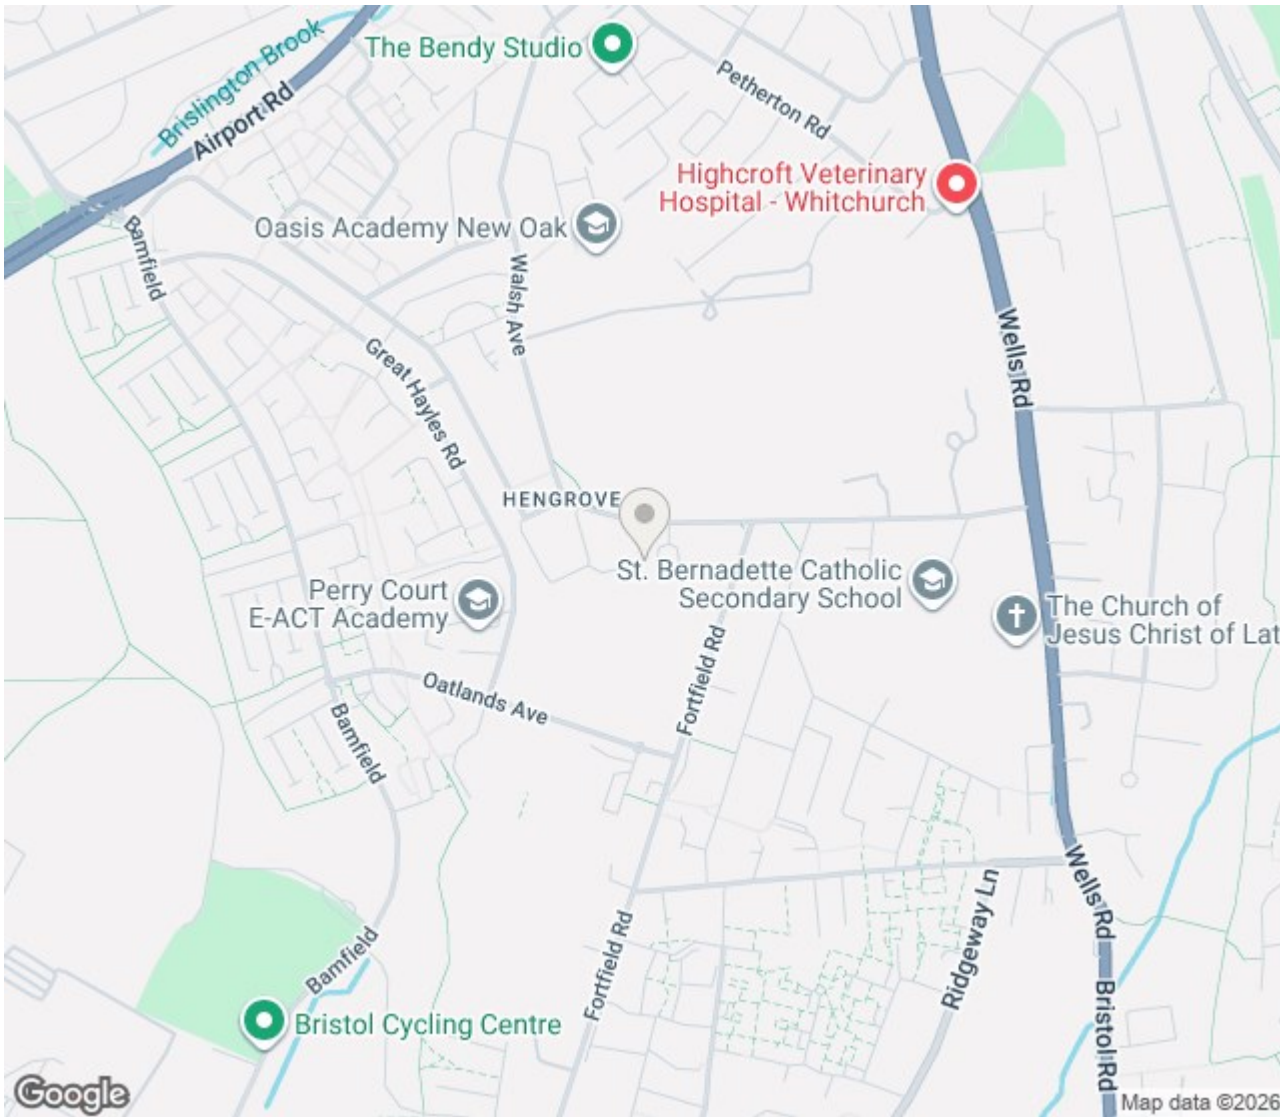 The Bendy Studio
Brislington Brook
Airport Rd
Petherton Rd
Highcroft Veterinary
Hospital - Whitchurch
Oasis Academy New Oak
Bamfield
Walsh Ave
Wells Rd
Great Hayles Rd
HENGROVE
St. Bernadette Catholic
Secondary School
Perry Court
E-ACT Academy
The Church of
Jesus Christ of Lat
Fortfield Rd
Oatlands Ave
Bamfield
Wells Rd
Ridgeway Ln
Fortfield Rd
Bamfield
Bristol Rd
Bristol Cycling Centre
Google
Map data ©2026